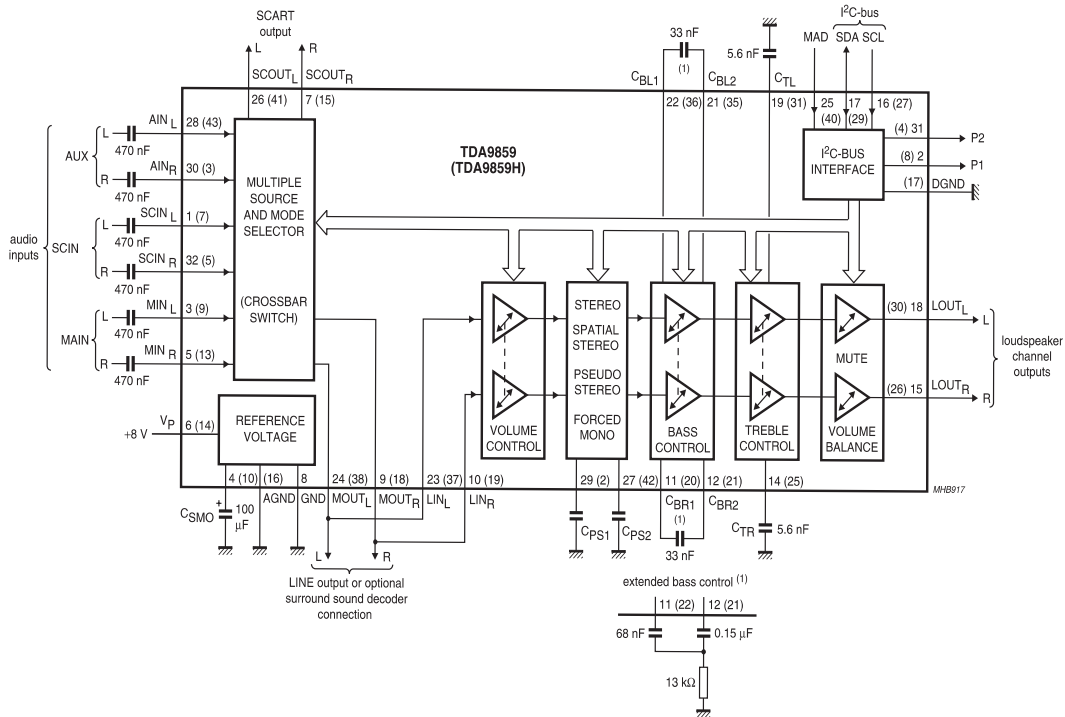 SCART
output
L
R
SCOUTL
SCOUTR
26 (41)
7 (15)
33 nF
(1)
CBL1
CBL2
22 (36)
21 (35)
5.6 nF
CTL
19 (31)
I2C-bus
MAD
SDA
SCL
25
(40)
17
(29)
16 (27)
TDA9859
(TDA9859H)
I2C-BUS
INTERFACE
(4) 31
P2
(8) 2
P1
(17)
DGND
audio
inputs
AUX
L
470 nF
AIN L
28 (43)
R
470 nF
AINR
30 (3)
SCIN
L
470 nF
SCIN L
1 (7)
R
470 nF
SCIN R
32 (5)
MAIN
L
470 nF
MIN L
3 (9)
R
470 nF
MIN R
5 (13)
MULTIPLE
SOURCE
AND MODE
SELECTOR
(CROSSBAR
SWITCH)
VOLUME
CONTROL
STEREO
SPATIAL
STEREO
PSEUDO
STEREO
FORCED
MONO
BASS
CONTROL
TREBLE
CONTROL
MUTE
VOLUME
BALANCE
(30) 18
LOUTL
L
(26) 15
LOUTR
R
loudspeaker
channel
outputs
+8 V
VP
6 (14)
REFERENCE
VOLTAGE
4 (10)
(16)
8
24 (38)
9 (18)
23 (37)
10 (19)
AGND
GND
MOUTL
MOUTR
LINL
LINR
CSMO
+
100
μF
L
R
LINE output or optional
surround sound decoder
connection
29 (2)
27 (42)
11 (20)
12 (21)
14 (25)
CPS1
CPS2
CBR1
(1)
CBR2
33 nF
CTR
5.6 nF
MHB917
extended bass control (1)
11 (22)
12 (21)
68 nF
0.15 μF
13 kΩ